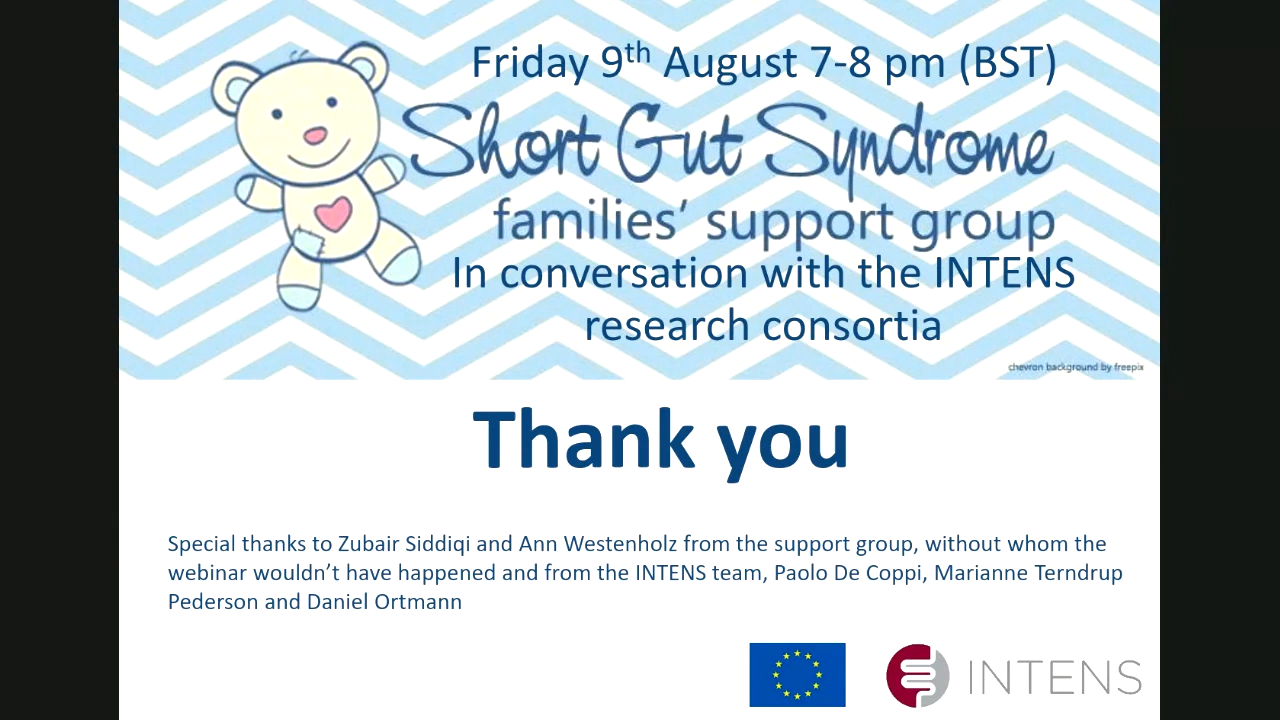 Friday 9th August 7-8 pm (BST)
Short Gut Syndrome
families' support group
In conversation with the INTENS
research consortia
chevron background by freepix
Thank you
Special thanks to Zubair Siddiqi and Ann Westenholz from the support group, without whom the
webinar wouldn't have happened and from the INTENS team, Paolo De Coppi, Marianne Terndrup
Pederson and Daniel Ortmann
INTENS